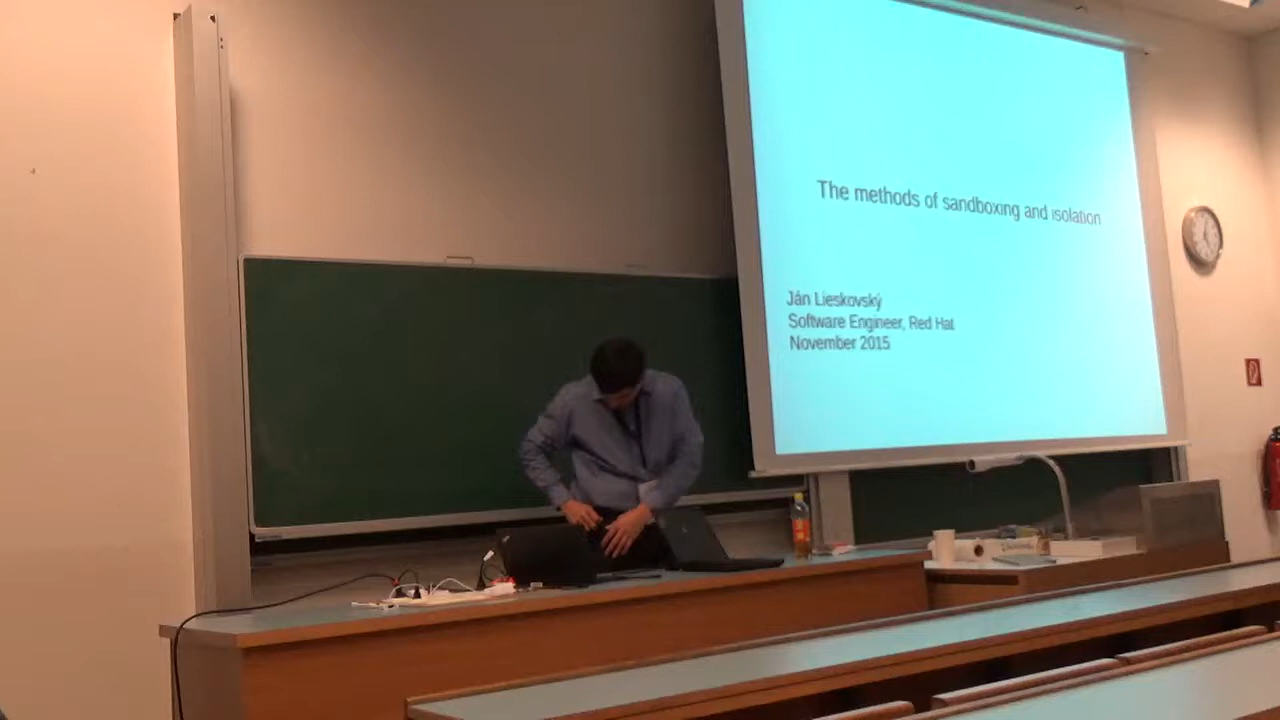 The methods of sandboxing and isolation
Ján Lieskovský
Software Engineer, Red Hat
November 2015